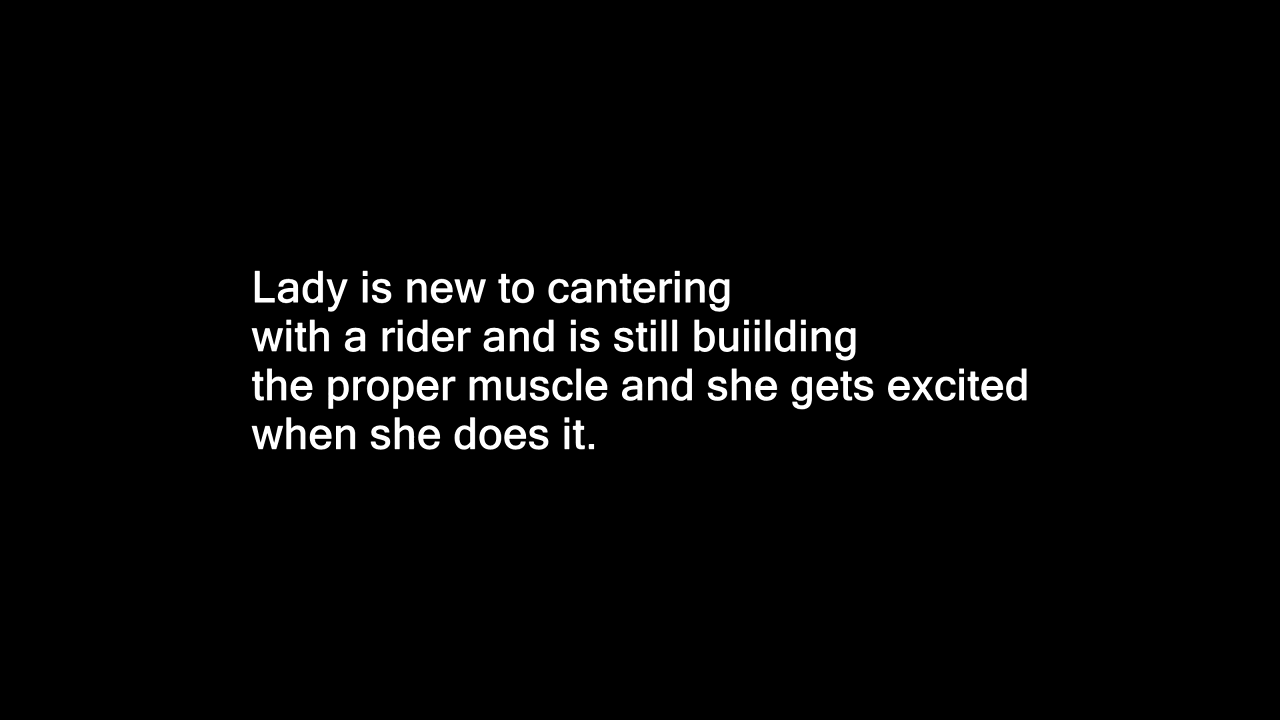 Lady is new to cantering
with a rider and is still buiilding
the proper muscle and she gets excited
when she does it.